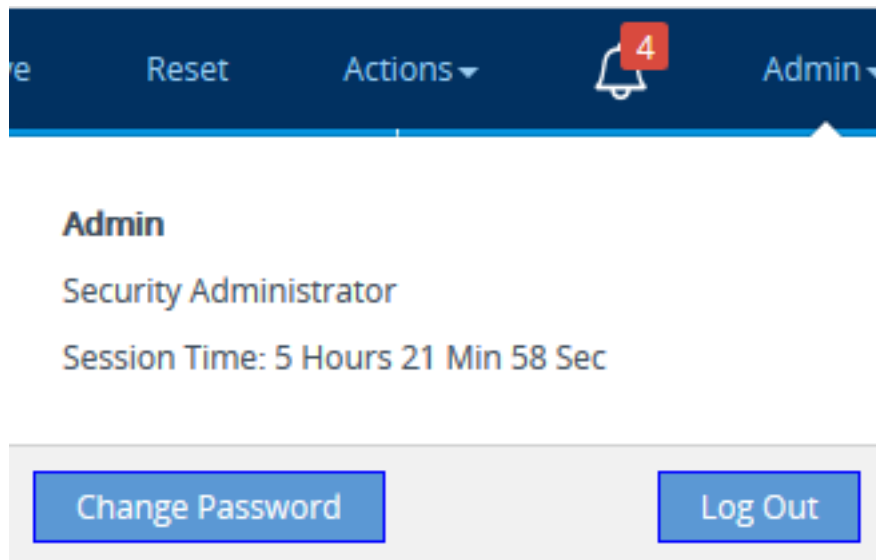 Reset Actions 4 Admin
Admin
Security Administrator
Session Time: 5 Hours 21 Min 58 Sec
Change Password Log Out